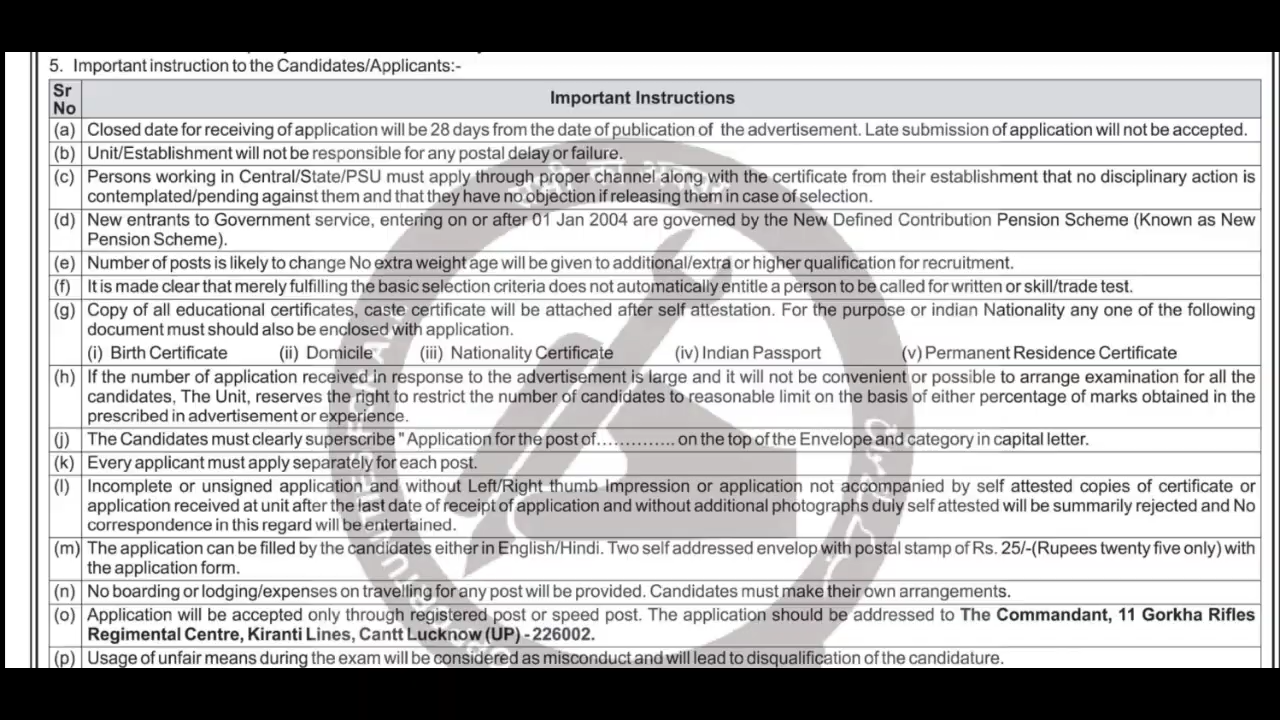 5. Important instruction to the Candidates/Applicants:-
Sr No Important Instructions
(a) Closed date for receiving of application will be 28 days from the date of publication of the advertisement. Late submission of application will not be accepted.
(b) Unit/Establishment will not be responsible for any postal delay or failure.
(c) Persons working in Central/State/PSU must apply through proper channel along with the certificate from their establishment that no disciplinary action is
contemplated/pending against them and that they have no objection if releasing them in case of selection.
(d) New entrants to Government service, entering on or after 01 Jan 2004 are governed by the New Defined Contribution Pension Scheme (Known as New
Pension Scheme).
(e) Number of posts is likely to change No extra weight age will be given to additional/extra or higher qualification for recruitment.
(f) It is made clear that merely fulfilling the basic selection criteria does not automatically entitle a person to be called for written or skill/trade test.
(g) Copy of all educational certificates, caste certificate will be attached after self attestation. For the purpose or indian Nationality any one of the following
document must should also be enclosed with application.
(i) Birth Certificate (ii) Domicile (iii) Nationality Certificate (iv) Indian Passport (v) Permanent Residence Certificate
(h) If the number of application received in response to the advertisement is large and it will not be convenient or possible to arrange examination for all the
candidates, The Unit, reserves the right to restrict the number of candidates to reasonable limit on the basis of either percentage of marks obtained in the
prescribed in advertisement or experience.
(j) The Candidates must clearly superscribe " Application for the post of.............. on the top of the Envelope and category in capital letter.
(k) Every applicant must apply separately for each post.
(l) Incomplete or unsigned application and without Left/Right thumb Impression or application not accompanied by self attested copies of certificate or
application received at unit after the last date of receipt of application and without additional photographs duly self attested will be summarily rejected and No
correspondence in this regard will be entertained.
(m) The application can be filled by the candidates either in English/Hindi. Two self addressed envelop with postal stamp of Rs. 25/-(Rupees twenty five only) with
the application form.
(n) No boarding or lodging/expenses on travelling for any post will be provided. Candidates must make their own arrangements.
(o) Application will be accepted only through registered post or speed post. The application should be addressed to The Commandant, 11 Gorkha Rifles
Regimental Centre, Kiranti Lines, Cantt Lucknow (UP) - 226002.
(p) Usage of unfair means during the exam will be considered as misconduct and will lead to disqualification of the candidature.